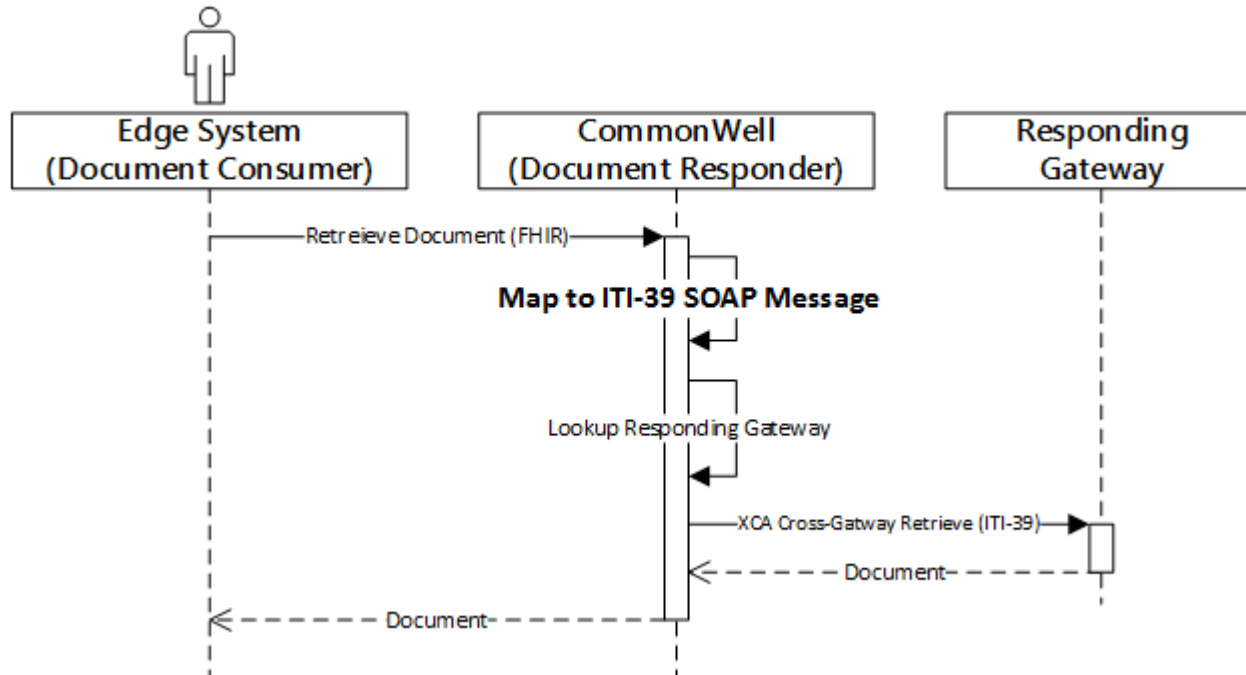 Edge System
(Document Consumer)
CommonWell
(Document Responder)
Responding
Gateway
Retreieve Document (FHIR)
Map to ITI-39 SOAP Message
Lookup Responding Gateway
XCA Cross-Gatway Retrieve (ITI-39)
Document
Document